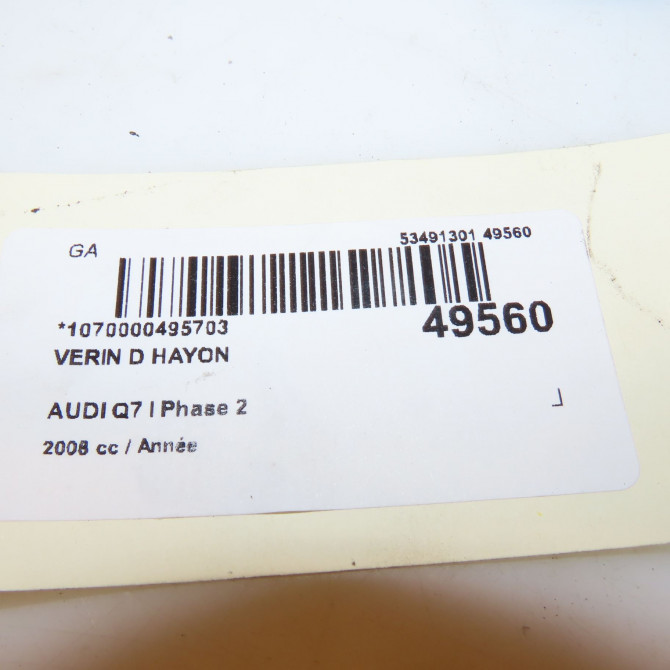 GA
53491301 49560
*1070000495703
49560
VERIN D HAYON
AUDI Q7 I Phase 2
2008 cc / Année